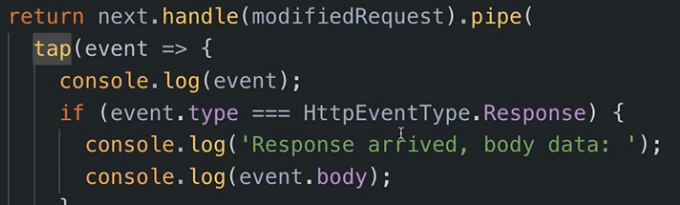 return next.handle(modifiedRequest).pipe(
tap(event => {
console.log(event);
if (event.type === HttpEventType.Response) {
console.log('Response arrived, body data: ');
console.log(event.body);
}